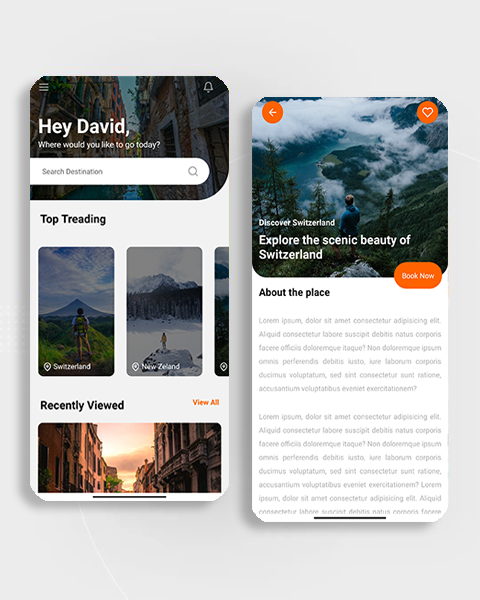 Hey David,
Where would you like to go today?
Search Destination
Top Treading
Switzerland
New Zeland
Recently Viewed
View All
Discover Switzerland
Explore the scenic beauty of
Switzerland
Book Now
About the place
Lorem ipsum, dolor sit amet consectetur adipisicing elit.
Aliquid consectetur labore suscipit debitis natus corporis
facere officiis doloremque itaque? Non doloremque ipsum
omnis perferendis debitis iusto, iure laborum corporis
ducimus voluptatum, sed sint consectetur sunt ratione,
accusantium voluptatibus eveniet exercitationem?
Lorem ipsum, dolor sit amet consectetur adipisicing elit.
Aliquid consectetur labore suscipit debitis natus corporis
facere officiis doloremque itaque? Non doloremque ipsum
omnis perferendis debitis iusto, iure laborum corporis
ducimus voluptatum, sed sint consectetur sunt ratione,
accusantium voluptatibus eveniet exercitationem? Lorem
ipsum, dolor sit amet consectetur adipisicing elit. Aliquid
consectetur labore suscipit debitis natus corporis facere